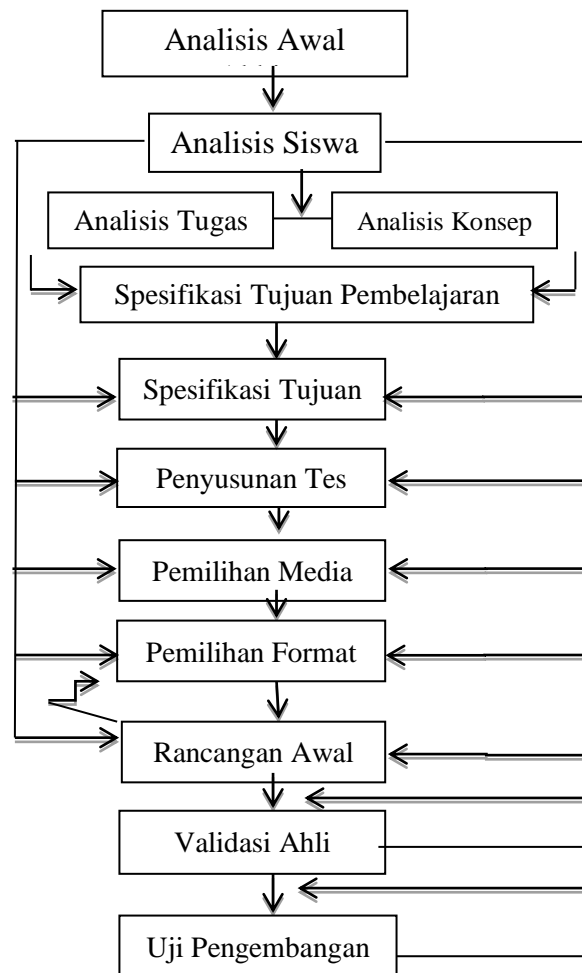 Analisis Awal
Analisis Siswa
Analisis Tugas
Analisis Konsep
Spesifikasi Tujuan Pembelajaran
Spesifikasi Tujuan
Penyusunan Tes
Pemilihan Media
Pemilihan Format
Rancangan Awal
Validasi Ahli
Uji Pengembangan